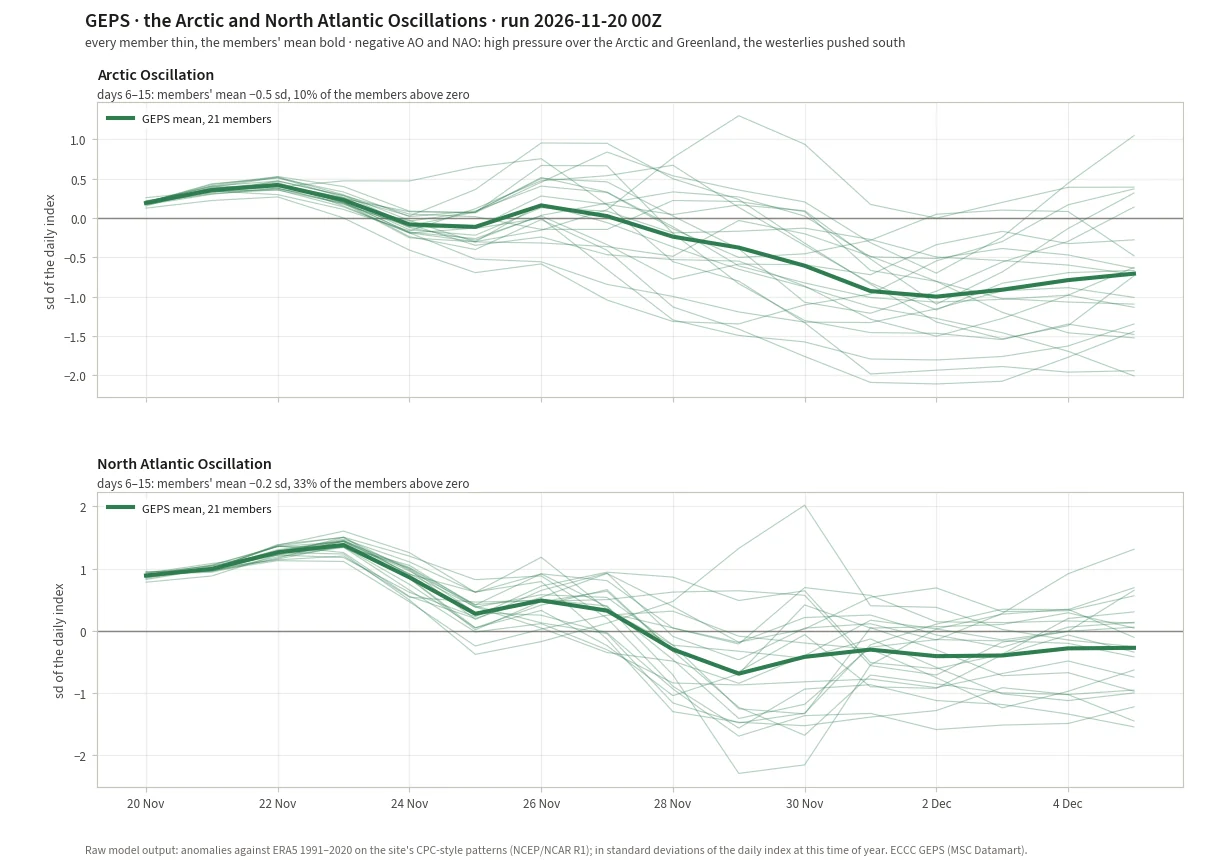 GEPS · the Arctic and North Atlantic Oscillations · run 2026-11-20 00Z
every member thin, the members' mean bold · negative AO and NAO: high pressure over the Arctic and Greenland, the westerlies pushed south
Arctic Oscillation
days 6–15: members' mean −0.5 sd, 10% of the members above zero
GEPS mean, 21 members
1.0
0.5
0.0
−0.5
−1.0
−1.5
−2.0
sd of the daily index
North Atlantic Oscillation
days 6–15: members' mean −0.2 sd, 33% of the members above zero
GEPS mean, 21 members
2
1
0
−1
−2
sd of the daily index
20 Nov
22 Nov
24 Nov
26 Nov
28 Nov
30 Nov
2 Dec
4 Dec
Raw model output: anomalies against ERA5 1991–2020 on the site's CPC-style patterns (NCEP/NCAR R1); in standard deviations of the daily index at this time of year. ECCC GEPS (MSC Datamart).